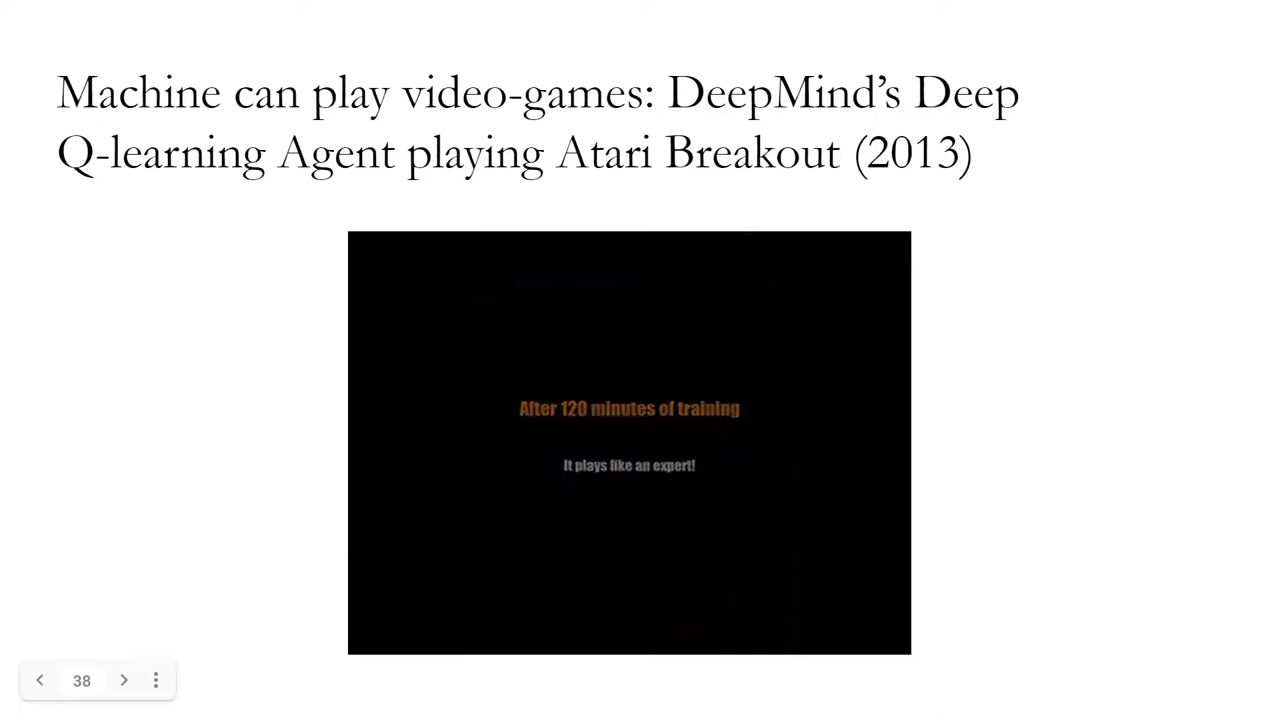 Machine can play video-games: DeepMind’s Deep
Q-learning Agent playing Atari Breakout (2013)
After 120 minutes of training
It plays like an expert!
38